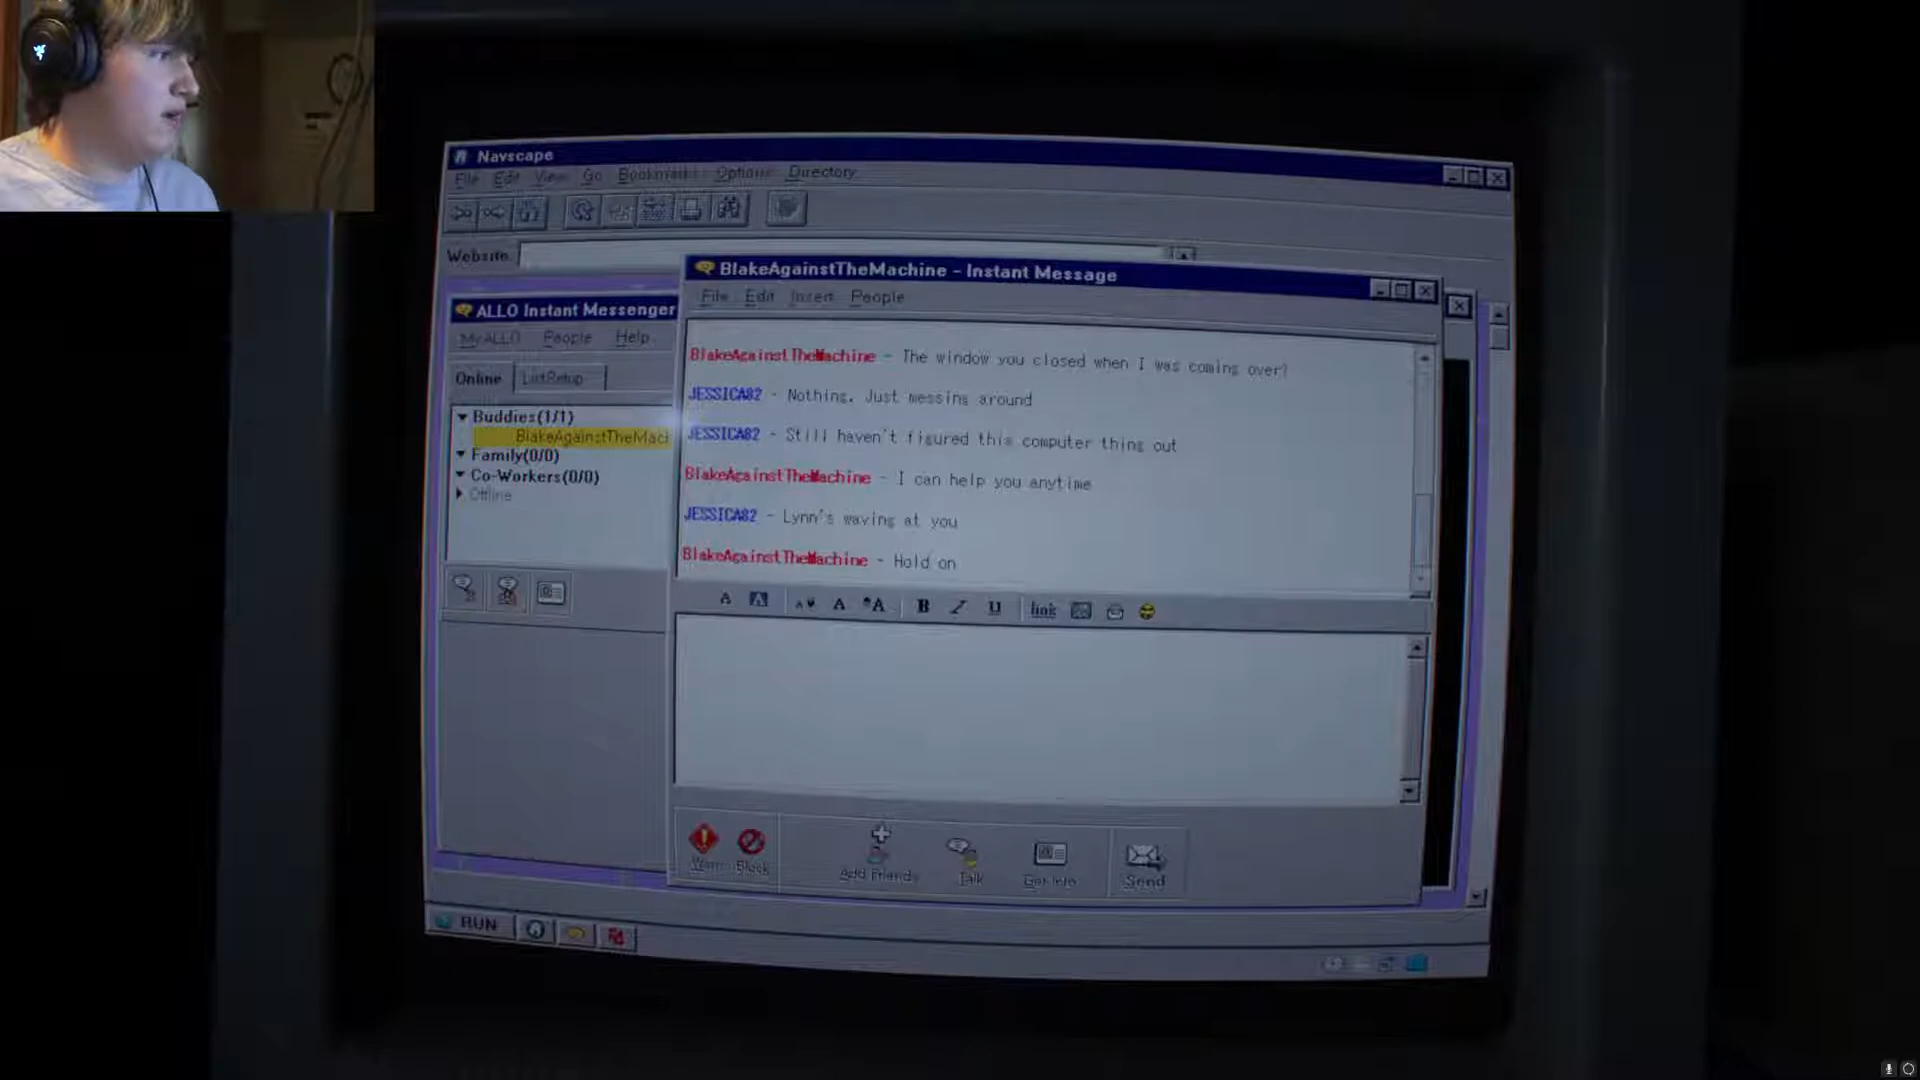 Navscape
File Edit View Go Bookmark Options Directory
Website
BlakeAgainstTheMachine - Instant Message
File Edit Insert People
ALLO Instant Messenger
My ALLO People Help
Online
Buddies(1/1)
BlakeAgainstTheMach
Family(0/0)
Co-Workers(0/0)
Offline
BlakeAgainstTheMachine - The window you closed when I was coming over?
JESSICA82 - Nothing. Just messing around
JESSICA82 - Still haven't figured this computer thing out
BlakeAgainstTheMachine - I can help you anytime
JESSICA82 - Lynn's waving at you
BlakeAgainstTheMachine - Hold on
A A A A A B I U link
Warn Block Add Friends Talk Get Info Send
RUN